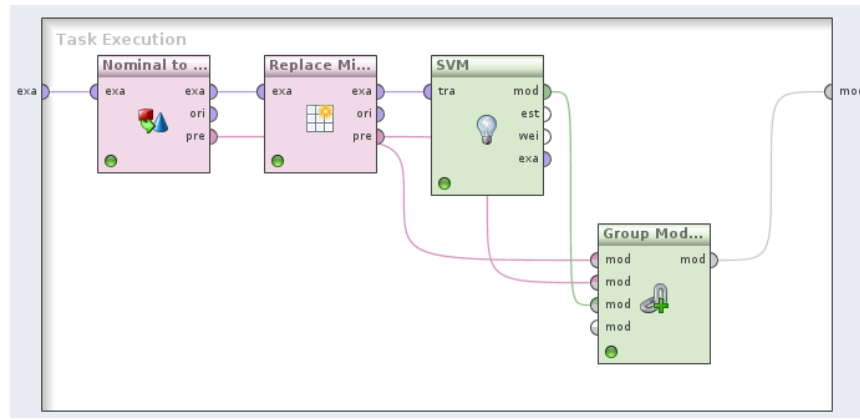 Task Execution
Nominal to ...
Replace Mi...
SVM
exa
exa
exa
exa
exa
tra
mod
mod
ori
ori
est
pre
pre
wei
exa
Group Mod...
mod
mod
mod
mod
mod